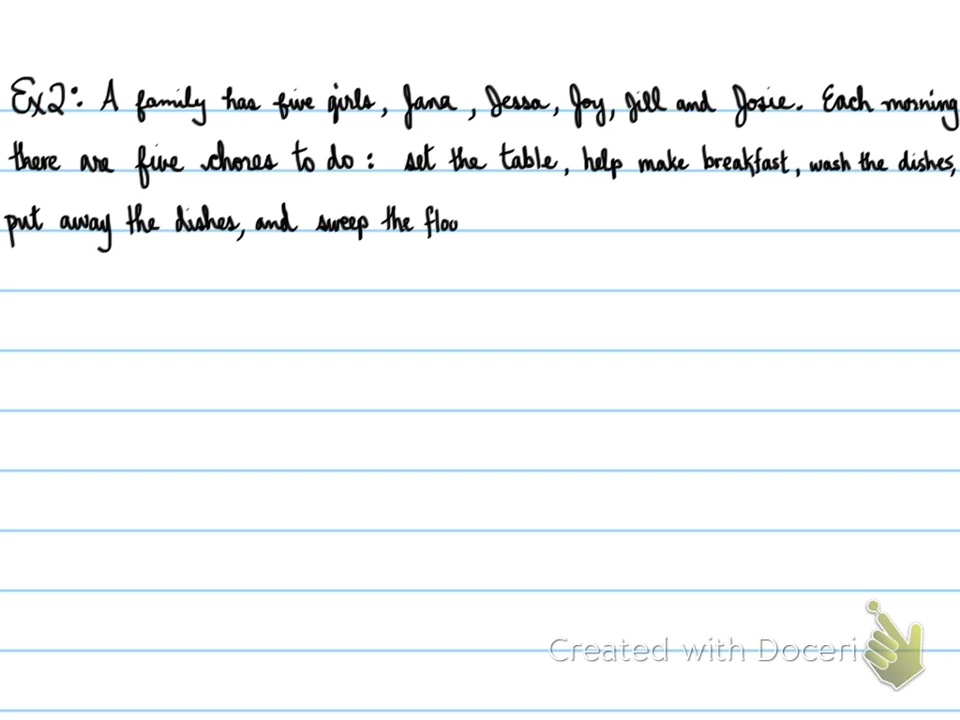 Ex2: A family has five girls, Jana, Jessa, Joy, Jill and Josie. Each morning
there are five chores to do: set the table, help make breakfast, wash the dishes,
put away the dishes, and sweep the floo
Created with Doceri